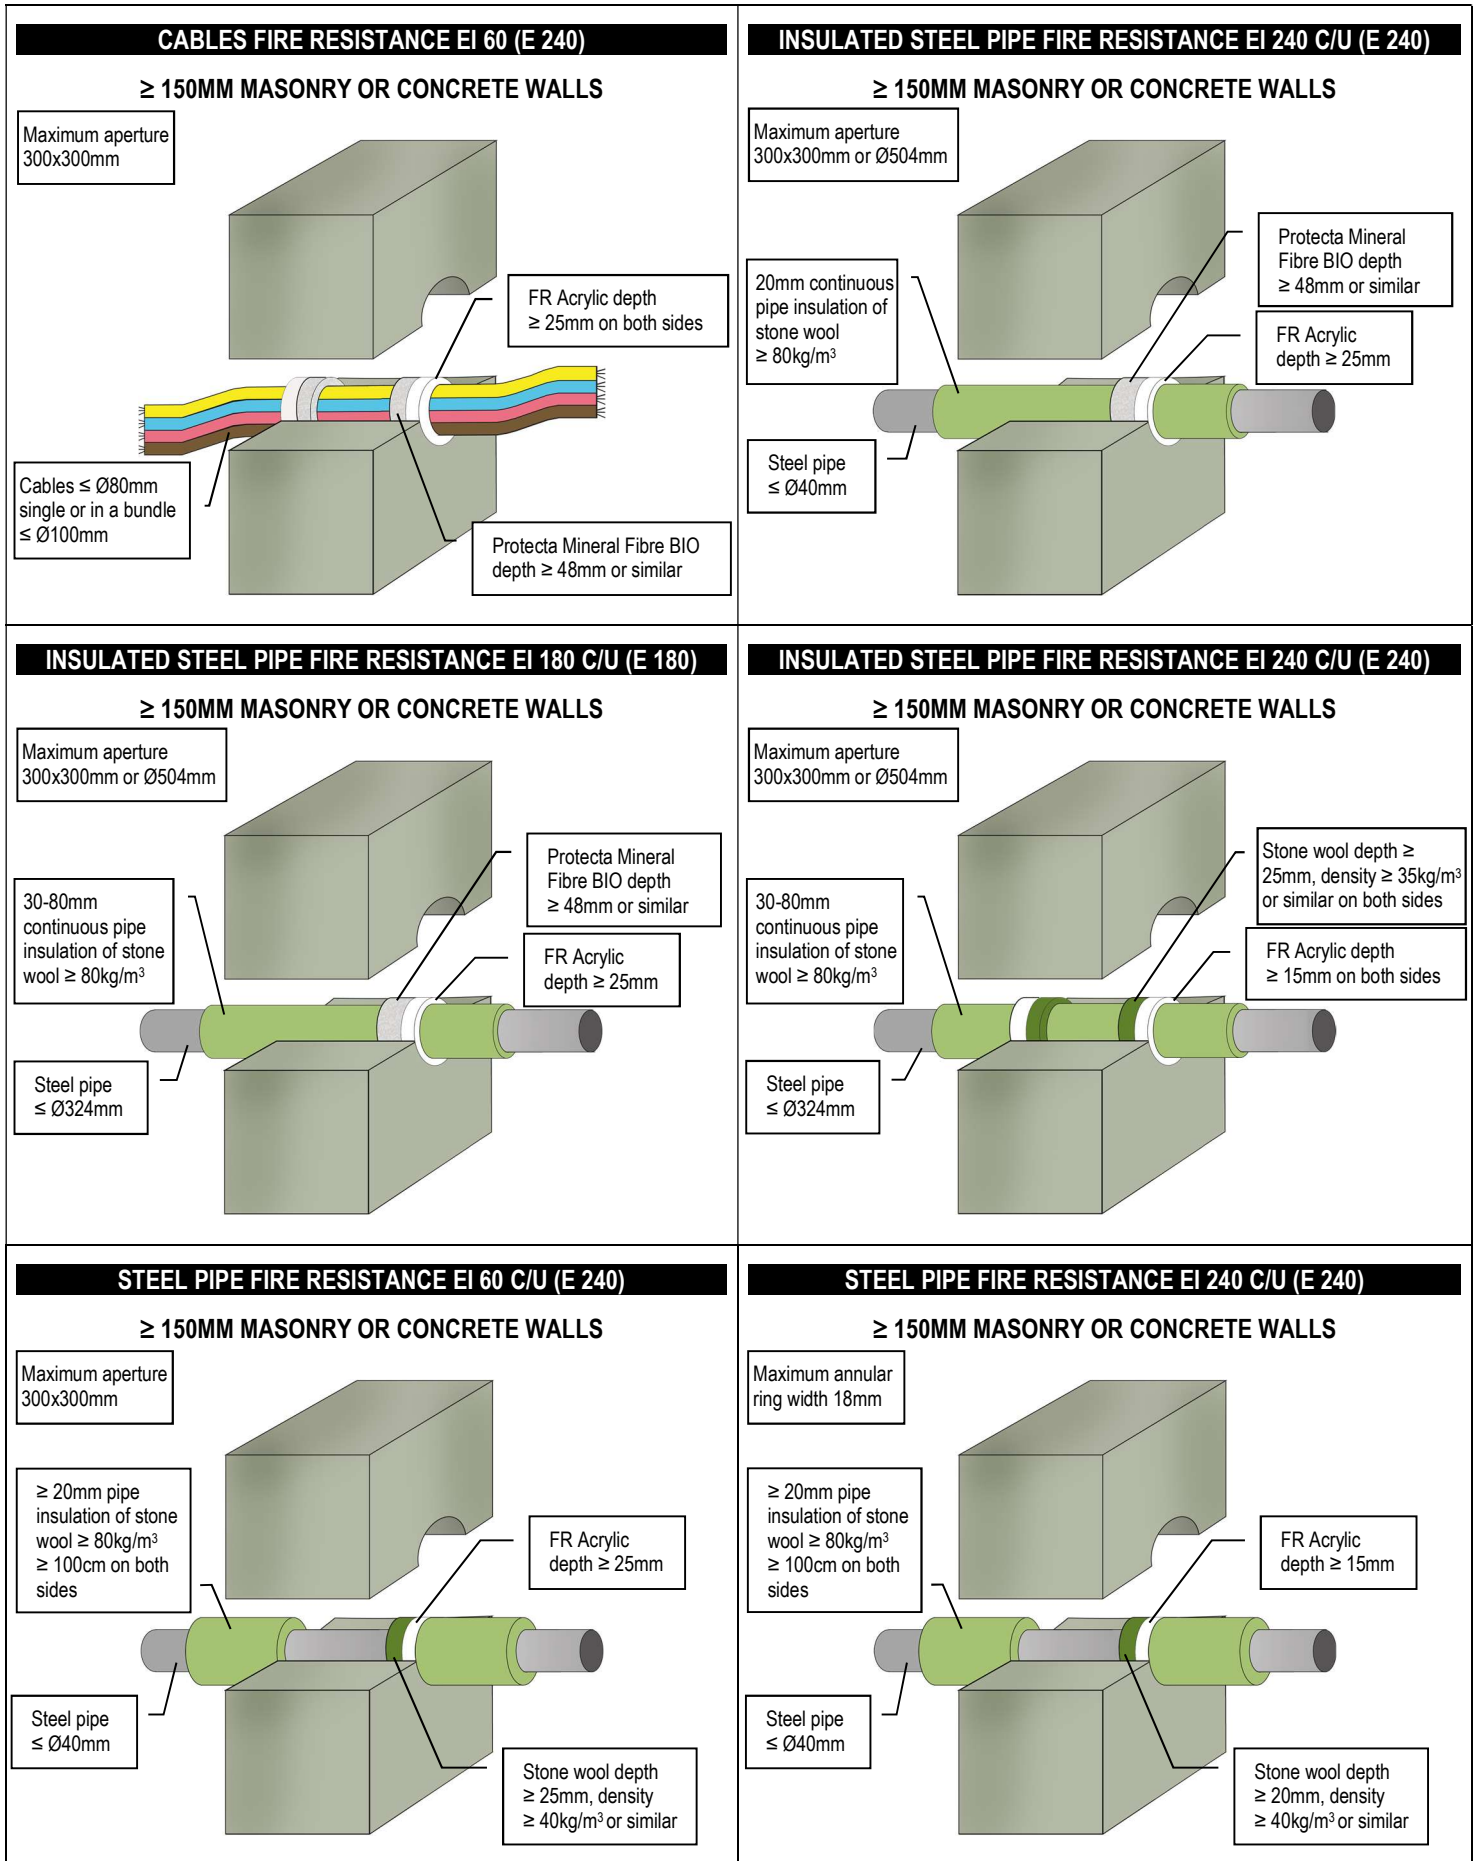 CABLES FIRE RESISTANCE EI 60 (E 240)
≥ 150MM MASONRY OR CONCRETE WALLS
Maximum aperture
300x300mm
FR Acrylic depth
≥ 25mm on both sides
Cables ≤ Ø80mm
single or in a bundle
≤ Ø100mm
Protecta Mineral Fibre BIO
depth ≥ 48mm or similar
INSULATED STEEL PIPE FIRE RESISTANCE EI 240 C/U (E 240)
≥ 150MM MASONRY OR CONCRETE WALLS
Maximum aperture
300x300mm or Ø504mm
Protecta Mineral
Fibre BIO depth
≥ 48mm or similar
20mm continuous
pipe insulation of
stone wool
≥ 80kg/m³
FR Acrylic
depth ≥ 25mm
Steel pipe
≤ Ø40mm
INSULATED STEEL PIPE FIRE RESISTANCE EI 180 C/U (E 180)
≥ 150MM MASONRY OR CONCRETE WALLS
Maximum aperture
300x300mm or Ø504mm
Protecta Mineral
Fibre BIO depth
≥ 48mm or similar
30-80mm
continuous pipe
insulation of stone
wool ≥ 80kg/m³
FR Acrylic
depth ≥ 25mm
Steel pipe
≤ Ø324mm
INSULATED STEEL PIPE FIRE RESISTANCE EI 240 C/U (E 240)
≥ 150MM MASONRY OR CONCRETE WALLS
Maximum aperture
300x300mm or Ø504mm
Stone wool depth ≥
25mm, density ≥ 35kg/m³
or similar on both sides
30-80mm
continuous pipe
insulation of stone
wool ≥ 80kg/m³
FR Acrylic depth
≥ 15mm on both sides
Steel pipe
≤ Ø324mm
STEEL PIPE FIRE RESISTANCE EI 60 C/U (E 240)
≥ 150MM MASONRY OR CONCRETE WALLS
Maximum aperture
300x300mm
≥ 20mm pipe
insulation of stone
wool ≥ 80kg/m³
≥ 100cm on both
sides
FR Acrylic
depth ≥ 25mm
Steel pipe
≤ Ø40mm
Stone wool depth
≥ 25mm, density
≥ 40kg/m³ or similar
STEEL PIPE FIRE RESISTANCE EI 240 C/U (E 240)
≥ 150MM MASONRY OR CONCRETE WALLS
Maximum annular
ring width 18mm
≥ 20mm pipe
insulation of stone
wool ≥ 80kg/m³
≥ 100cm on both
sides
FR Acrylic
depth ≥ 15mm
Steel pipe
≤ Ø40mm
Stone wool depth
≥ 20mm, density
≥ 40kg/m³ or similar